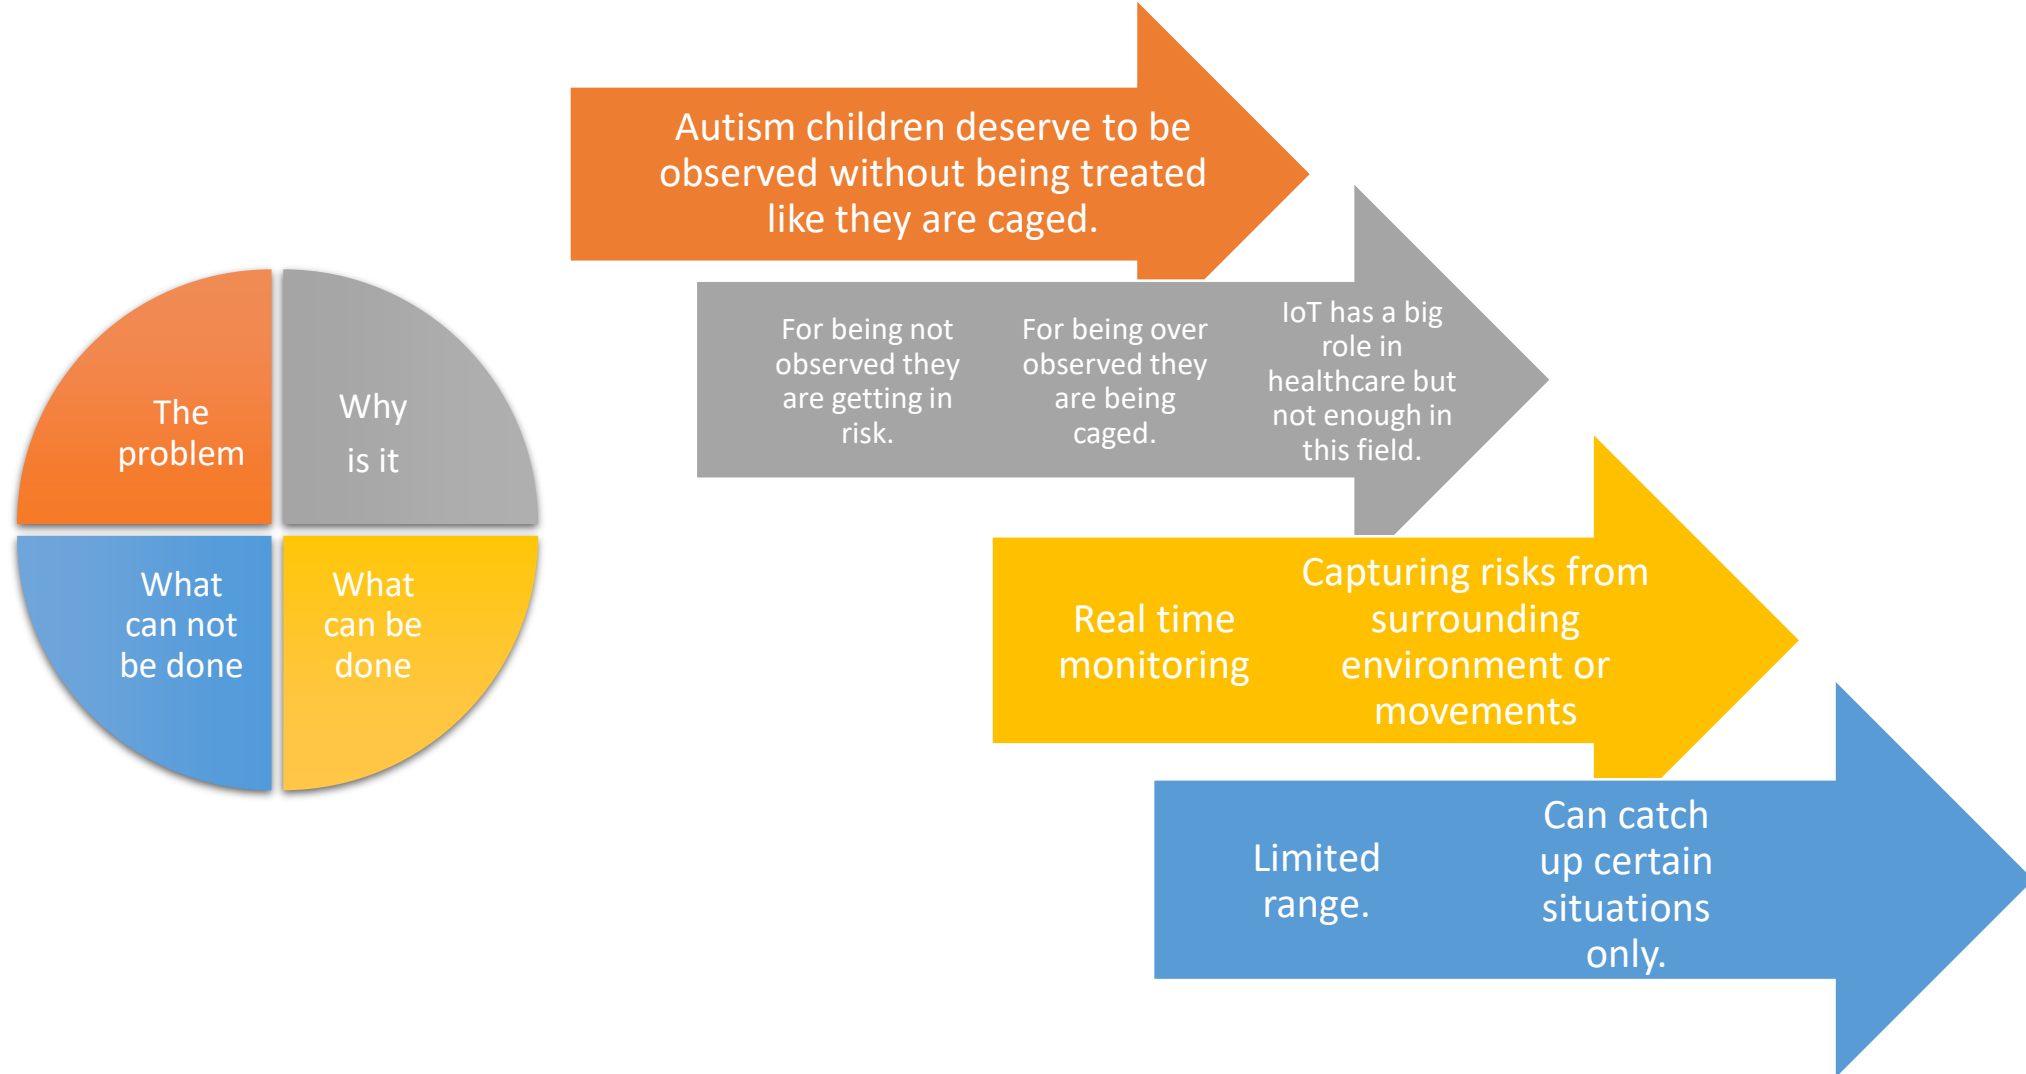 The
problem
Why
is it
What
can not
be done
What
can be
done
Autism children deserve to be
observed without being treated
like they are caged.
For being not
observed they
are getting in
risk.
For being over
observed they
are being
caged.
IoT has a big
role in
healthcare but
not enough in
this field.
Real time
monitoring
Capturing risks from
surrounding
environment or
movements
Limited
range.
Can catch
up certain
situations
only.